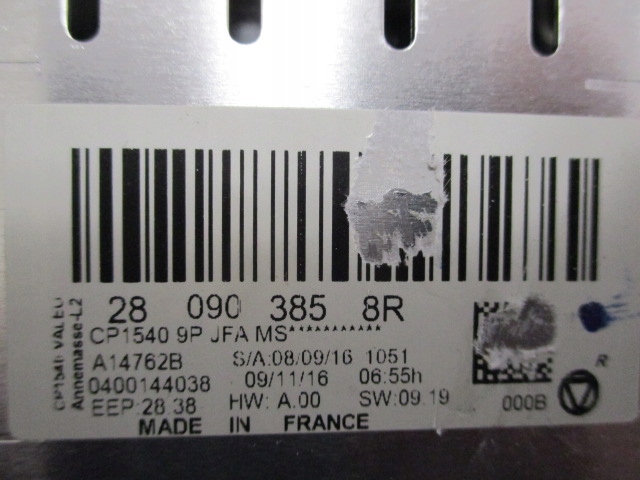 28 090 385 8R
CP1540 9P JFA MS***********
A14762B S/A:08/09/16 1051
0400144038 09/11/16 06:55h
EEP:28.38 HW: A.00 SW:09.19
MADE IN FRANCE
000B
R
CP1540 VALEO
Annemasse-L2